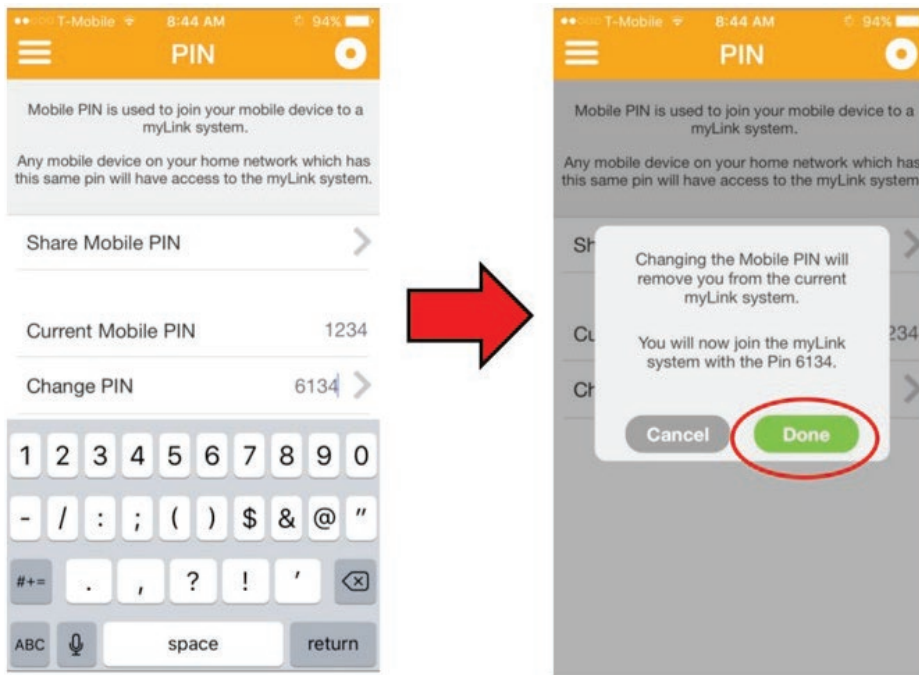 T-Mobile 8:44 AM 94%
PIN
Mobile PIN is used to join your mobile device to a
myLink system.
Any mobile device on your home network which has
this same pin will have access to the myLink system.
Share Mobile PIN
Current Mobile PIN 1234
Change PIN 6134
1 2 3 4 5 6 7 8 9 0
- / : ; ( ) $ & @ "
#+= . , ? ! '
ABC space return
T-Mobile 8:44 AM 94%
PIN
Mobile PIN is used to join your mobile device to a
myLink system.
Any mobile device on your home network which has
this same pin will have access to the myLink system
Sh
Changing the Mobile PIN will
remove you from the current
myLink system.
Cu 234
You will now join the myLink
system with the Pin 6134.
Ch
Cancel Done